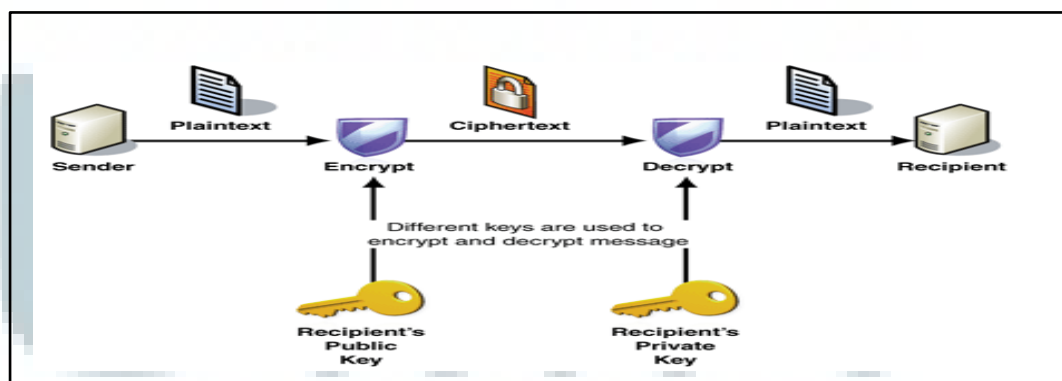 Plaintext
Ciphertext
Plaintext
Sender
Encrypt
Decrypt
Recipient
Different keys are used to
encrypt and decrypt message
Recipient's
Public
Key
Recipient's
Private
Key